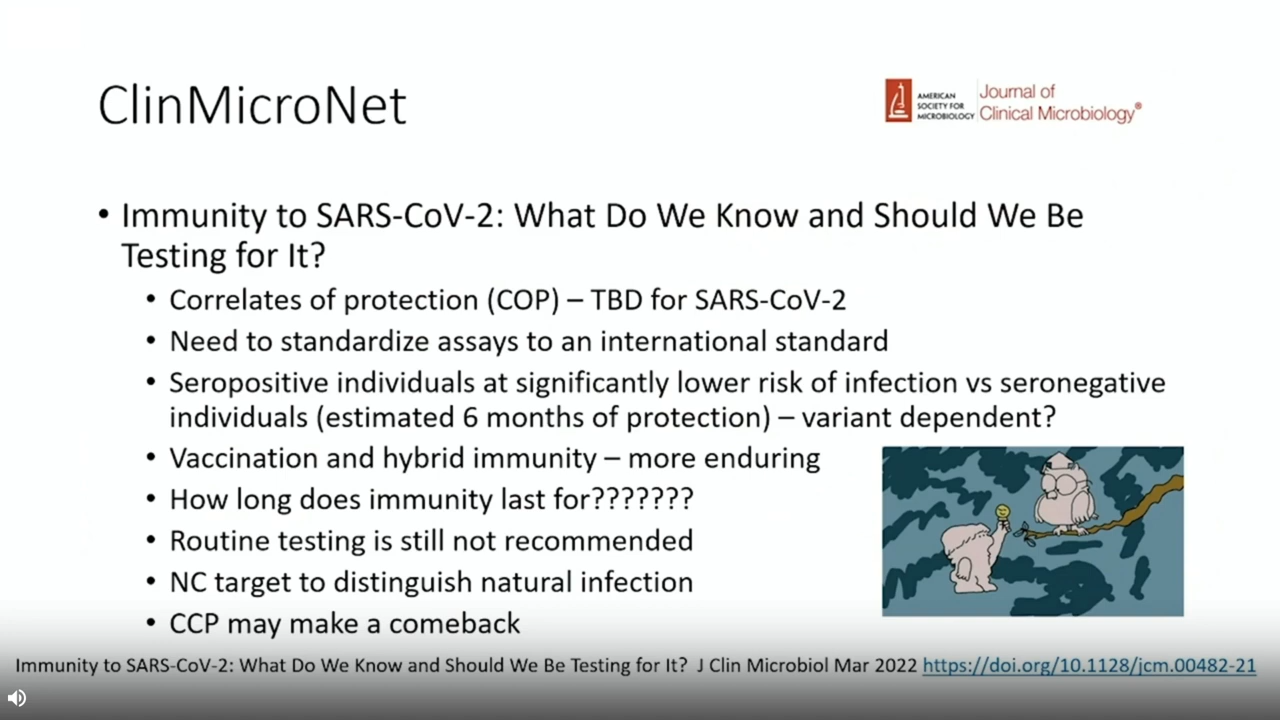 ClinMicroNet
AMERICAN
SOCIETY FOR
MICROBIOLOGY
Journal of
Clinical Microbiology®
• Immunity to SARS-CoV-2: What Do We Know and Should We Be
Testing for It?
• Correlates of protection (COP) – TBD for SARS-CoV-2
• Need to standardize assays to an international standard
• Seropositive individuals at significantly lower risk of infection vs seronegative
individuals (estimated 6 months of protection) – variant dependent?
• Vaccination and hybrid immunity – more enduring
• How long does immunity last for???????
• Routine testing is still not recommended
• NC target to distinguish natural infection
• CCP may make a comeback
Immunity to SARS-CoV-2: What Do We Know and Should We Be Testing for It? J Clin Microbiol Mar 2022 https://doi.org/10.1128/jcm.00482-21